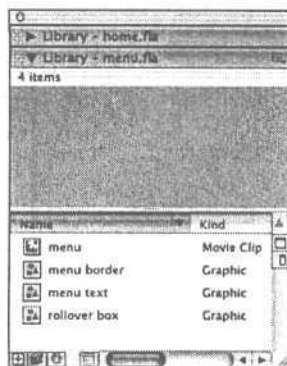 Library - home.fla
Library - menu.fla
4 items
Name Kind
menu Movie Clip
menu border Graphic
menu text Graphic
rollover box Graphic